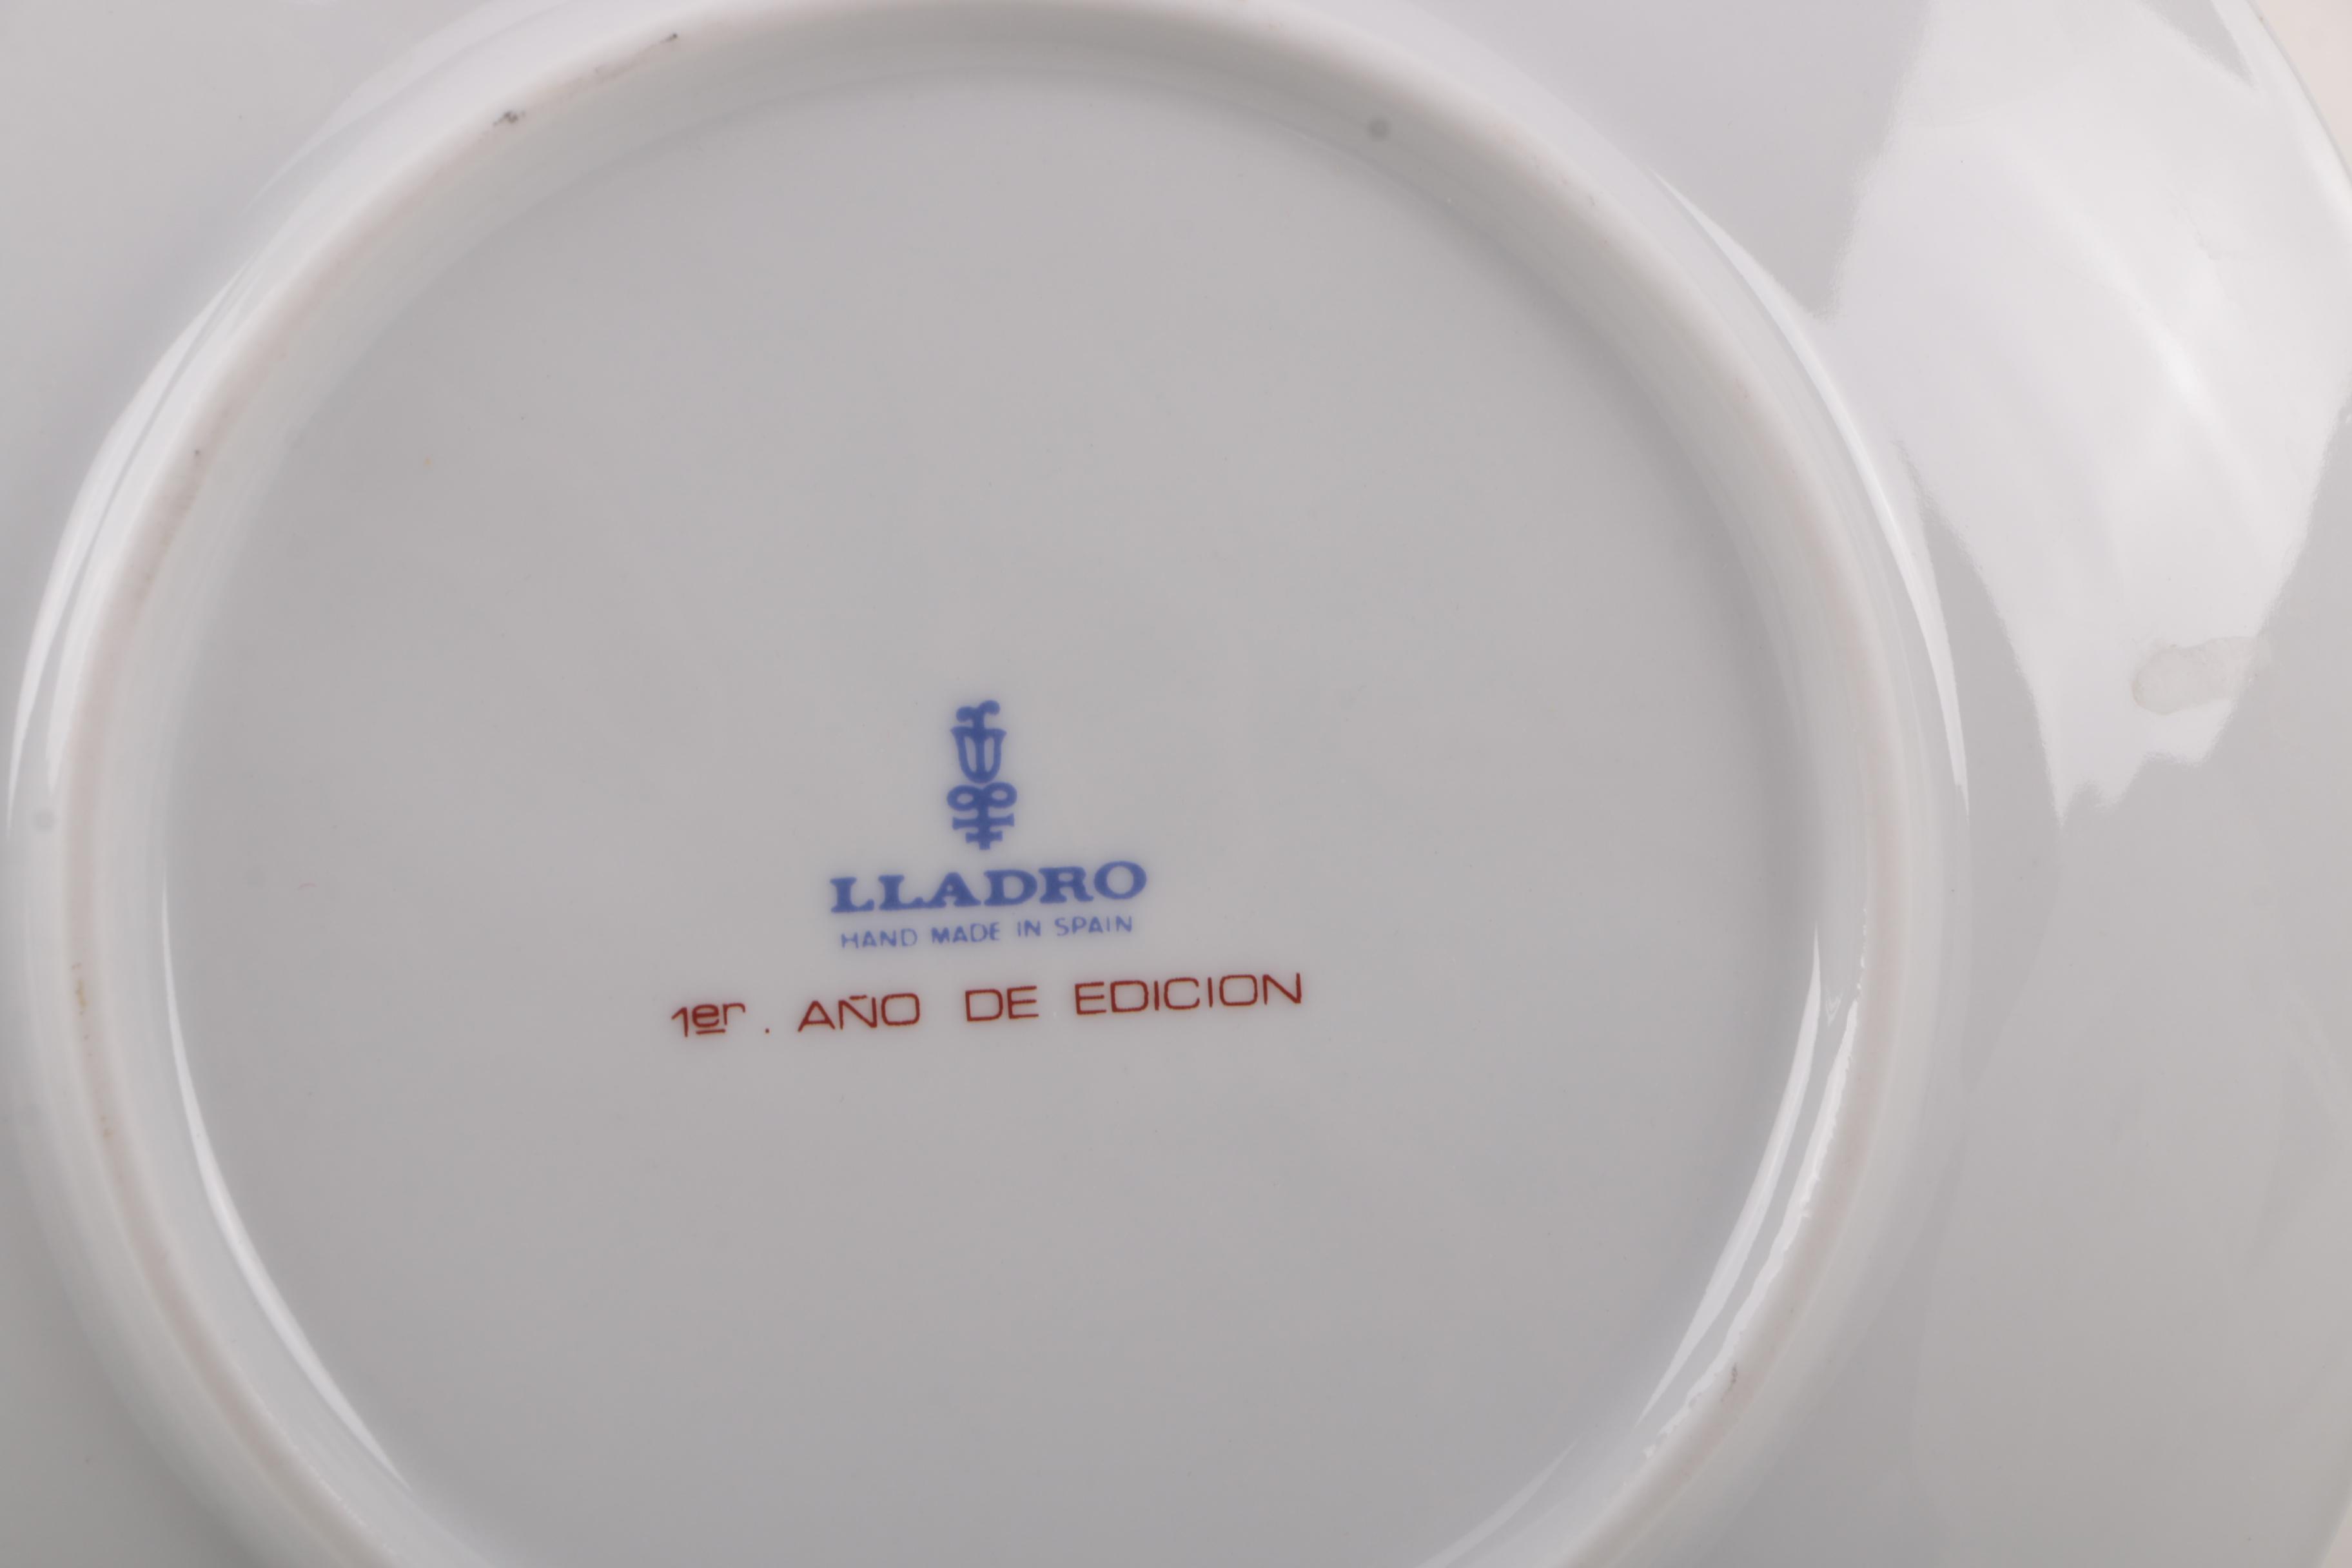 LLADRO
HAND MADE IN SPAIN
1er. AÑO DE EDICION